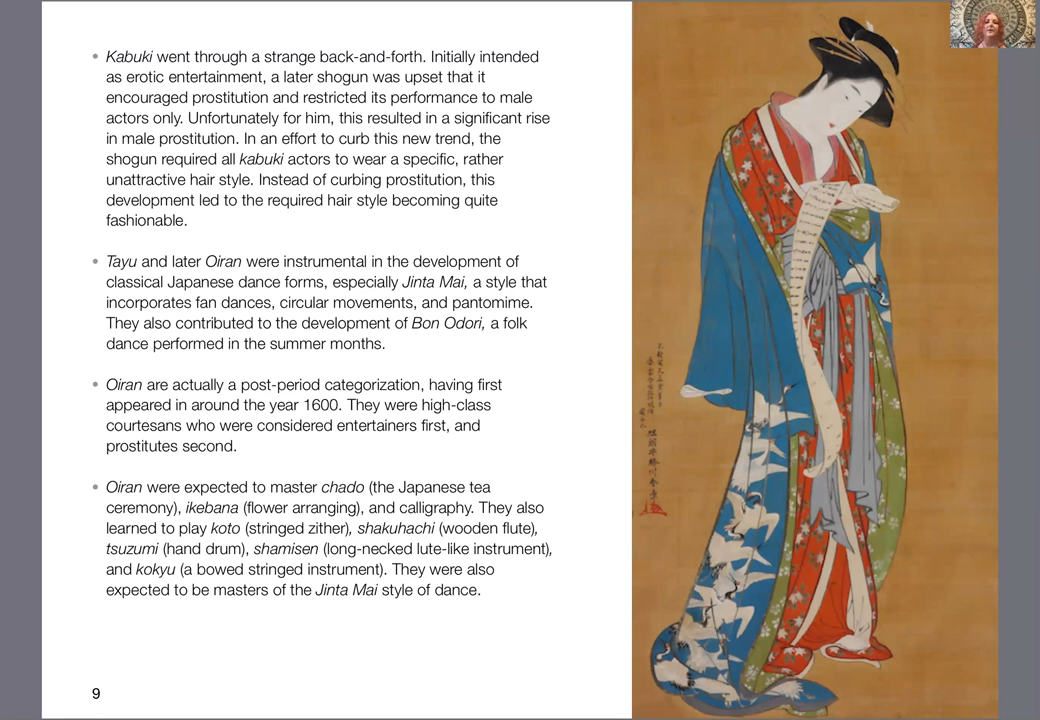 • Kabuki went through a strange back-and-forth. Initially intended
as erotic entertainment, a later shogun was upset that it
encouraged prostitution and restricted its performance to male
actors only. Unfortunately for him, this resulted in a significant rise
in male prostitution. In an effort to curb this new trend, the
shogun required all kabuki actors to wear a specific, rather
unattractive hair style. Instead of curbing prostitution, this
development led to the required hair style becoming quite
fashionable.
• Tayu and later Oiran were instrumental in the development of
classical Japanese dance forms, especially Jinta Mai, a style that
incorporates fan dances, circular movements, and pantomime.
They also contributed to the development of Bon Odori, a folk
dance performed in the summer months.
• Oiran are actually a post-period categorization, having first
appeared in around the year 1600. They were high-class
courtesans who were considered entertainers first, and
prostitutes second.
• Oiran were expected to master chado (the Japanese tea
ceremony), ikebana (flower arranging), and calligraphy. They also
learned to play koto (stringed zither), shakuhachi (wooden flute),
tsuzumi (hand drum), shamisen (long-necked lute-like instrument),
and kokyu (a bowed stringed instrument). They were also
expected to be masters of the Jinta Mai style of dance.
9